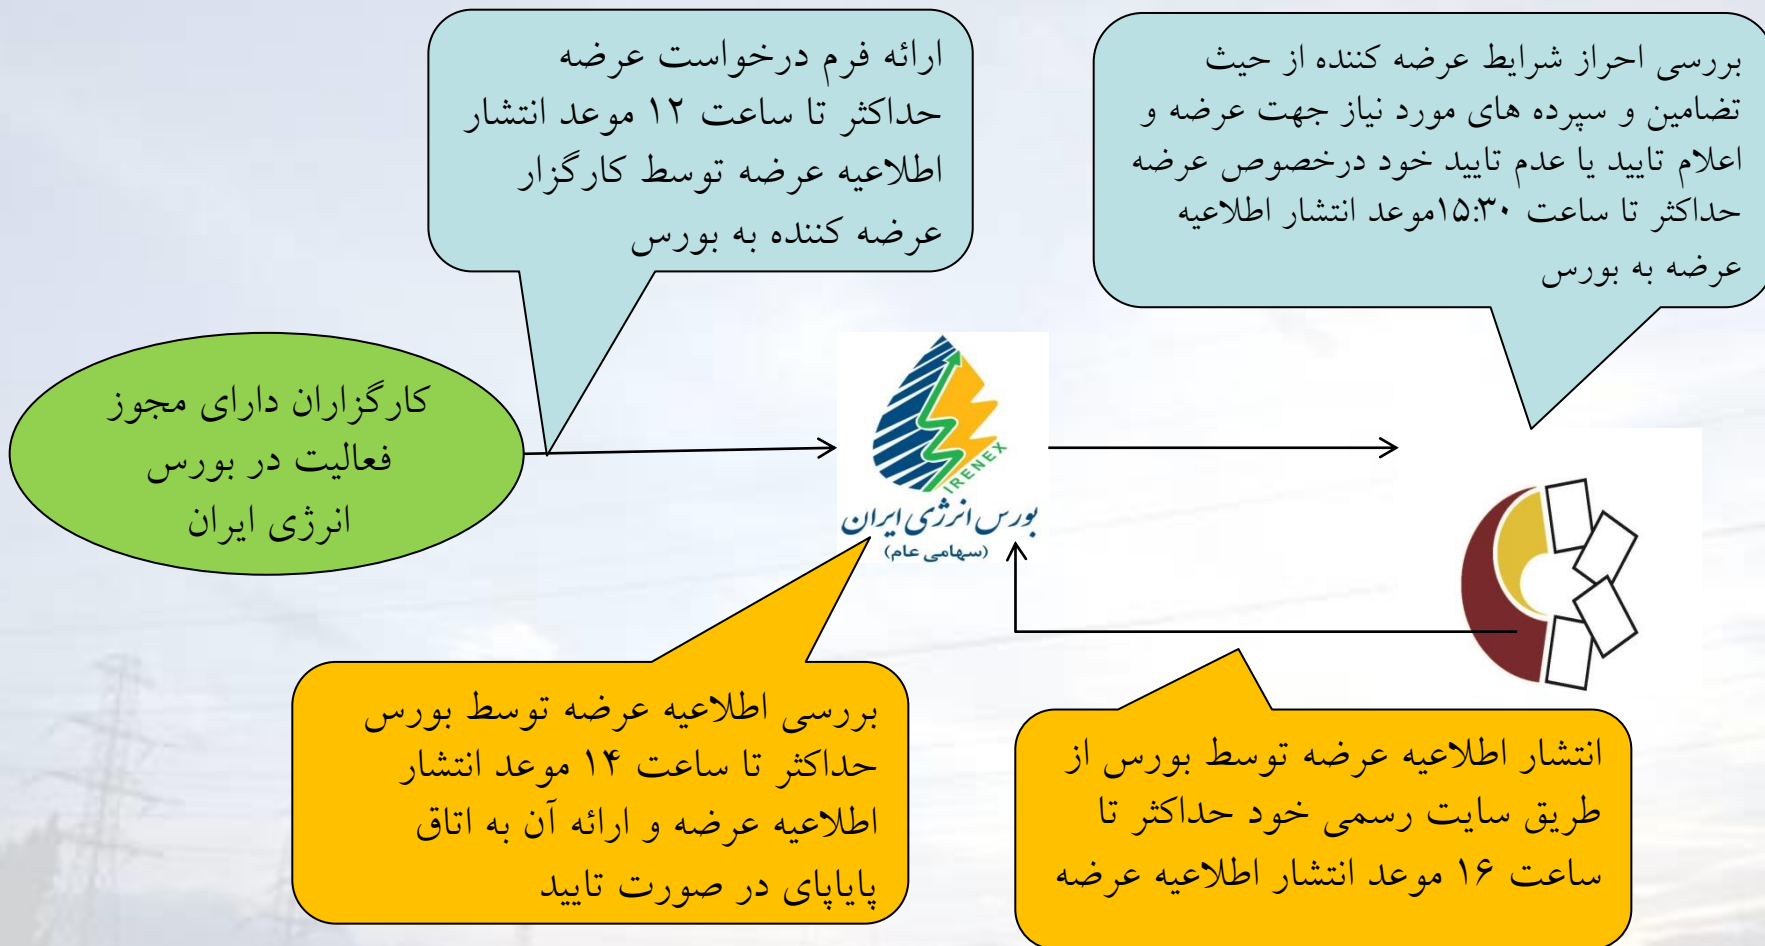 ارائه فرم درخواست عرضه
حداکثر تا ساعت ۱۲ موعد انتشار
اطلاعیه عرضه توسط کارگزار
عرضه کننده به بورس
بررسی احراز شرایط عرضه کننده از حیث
تضامین و سپرده های مورد نیاز جهت عرضه و
اعلام تایید یا عدم تایید خود درخصوص عرضه
حداکثر تا ساعت ۱۵:۳۰موعد انتشار اطلاعیه
عرضه به بورس
کارگزاران دارای مجوز
فعالیت در بورس
انرژی ایران
IRENEX
بورس انرژی ایران
(سهامی عام)
بررسی اطلاعیه عرضه توسط بورس
حداکثر تا ساعت ۱۴ موعد انتشار
اطلاعیه عرضه و ارائه آن به اتاق
پایاپای در صورت تایید
انتشار اطلاعیه عرضه توسط بورس از
طریق سایت رسمی خود حداکثر تا
ساعت ۱۶ موعد انتشار اطلاعیه عرضه